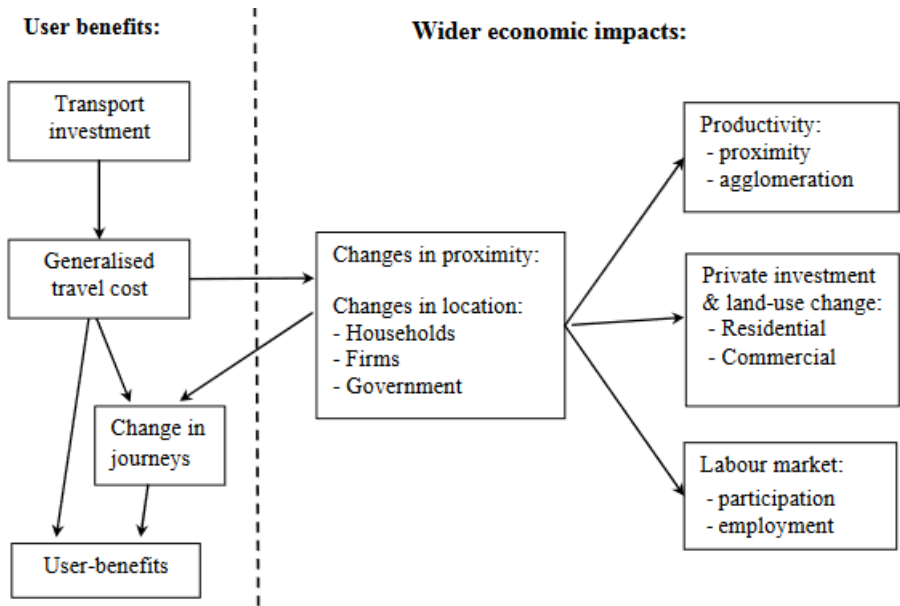 User benefits:
Wider economic impacts:
Transport
investment
Generalised
travel cost
Change in
journeys
User-benefits
Changes in proximity:
Changes in location:
- Households
- Firms
- Government
Productivity:
- proximity
- agglomeration
Private investment
& land-use change:
- Residential
- Commercial
Labour market:
- participation
- employment